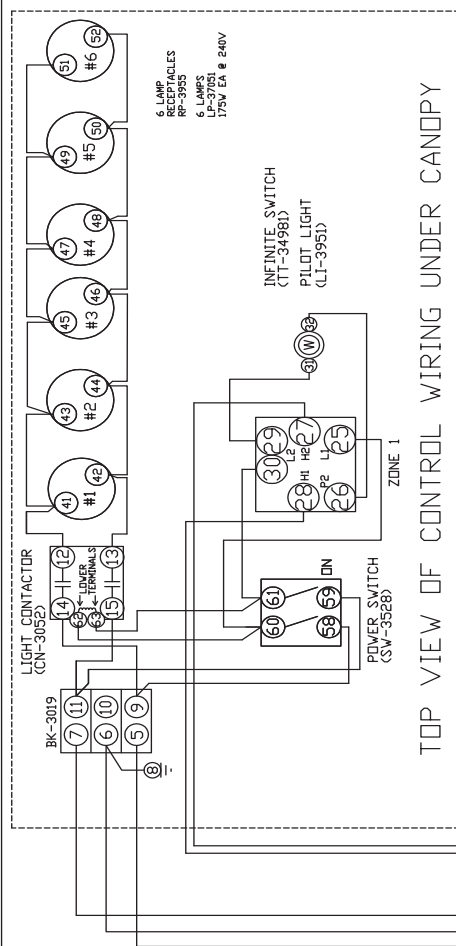 52
51
#6
50
49
#5
48
47
#4
46
45
#3
44
43
#2
42
41
#1
6 LAMP
RECEPTACLES
RP-3955
6 LAMPS
LP-37051
175W EA @ 240V
INFINITE SWITCH
(TT-34981)
PILOT LIGHT
(LI-3951)
31 W 32
29
30
L2
27
H2
28
H1
25
L1
26
P2
ZONE 1
LIGHT CONTACTOR
(CN-3052)
12
13
14
15
LOWER
TERMINALS
62
63
61
60
59
58
ON
POWER SWITCH
(SW-3528)
BK-3019
7 11
6 10
5 9
8
TOP VIEW OF CONTROL WIRING UNDER CANOPY